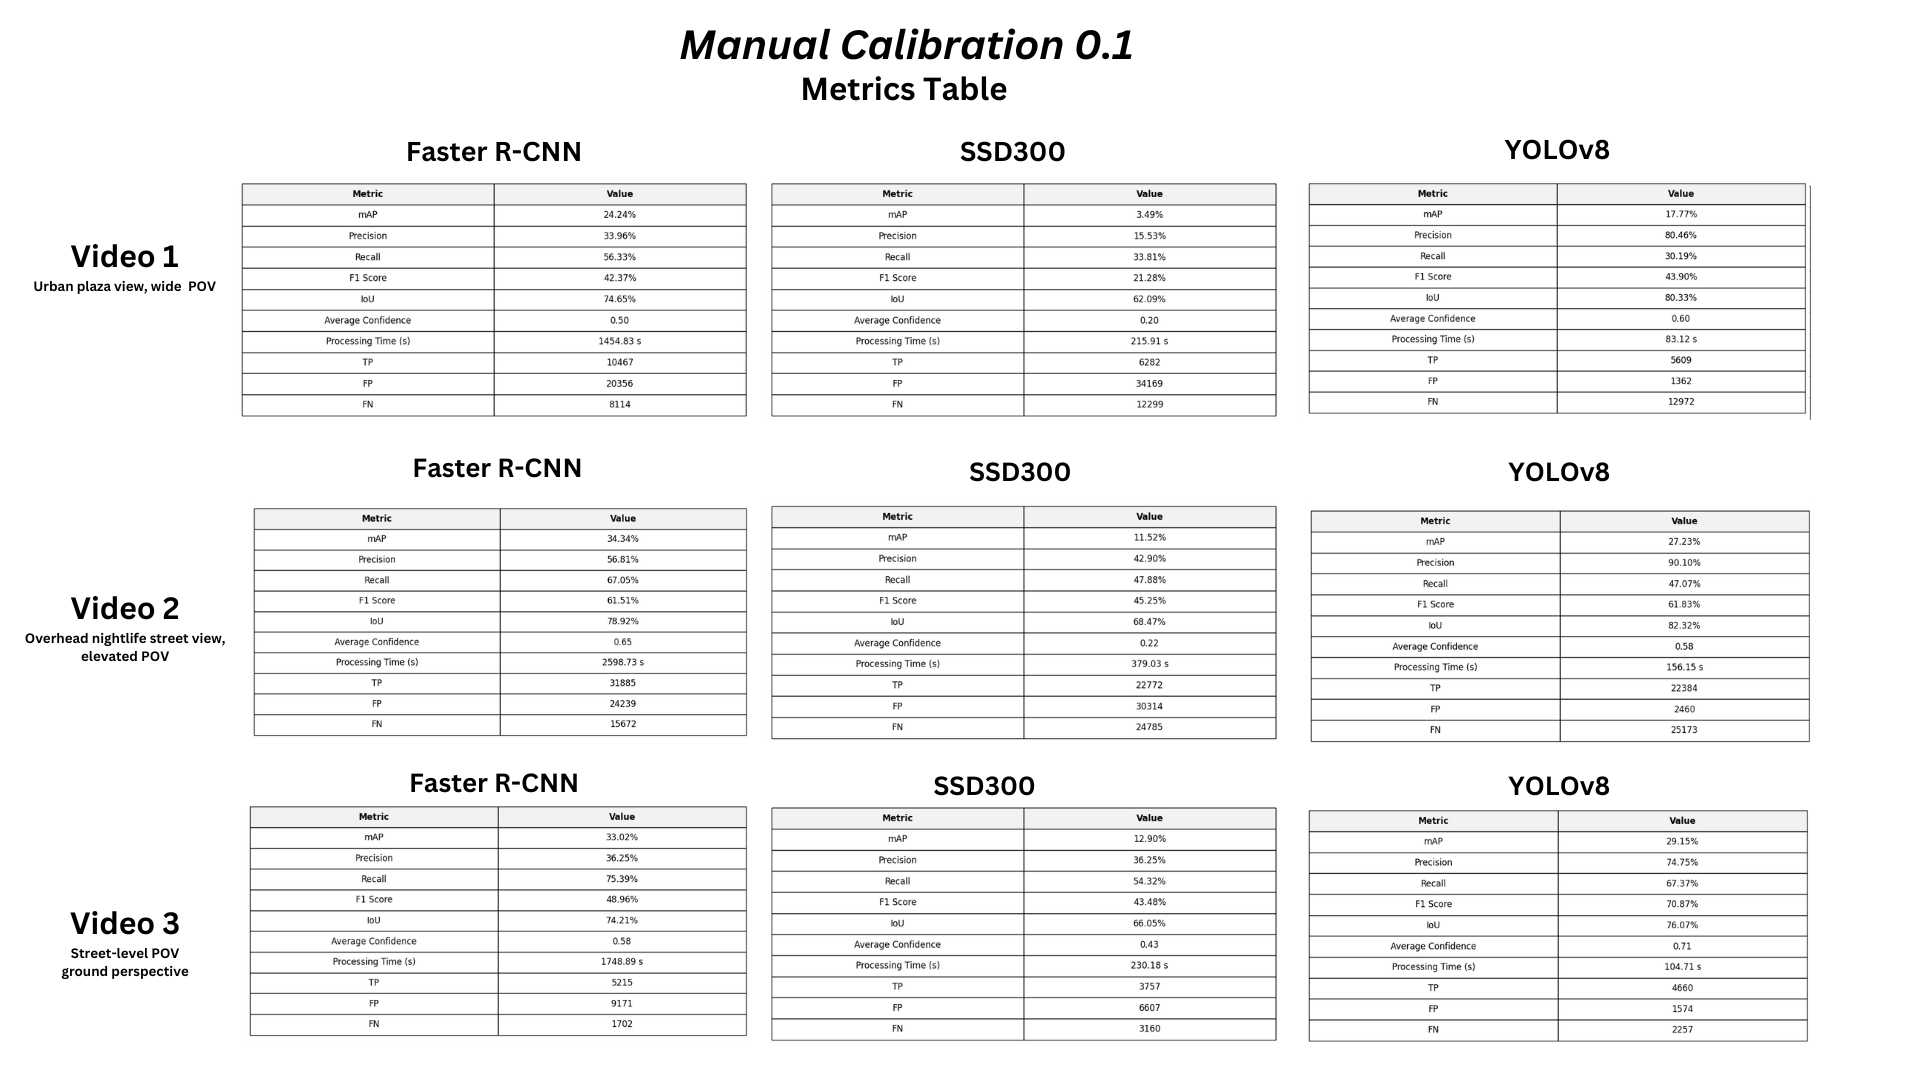 Manual Calibration 0.1
Metrics Table
Faster R-CNN
SSD300
YOLOv8
Video 1
Urban plaza view, wide POV
Metric Value
mAP 24.24%
Precision 33.96%
Recall 56.33%
F1 Score 42.37%
IoU 74.65%
Average Confidence 0.50
Processing Time (s) 1454.83 s
TP 10467
FP 20356
FN 8114
Metric Value
mAP 3.49%
Precision 15.53%
Recall 33.81%
F1 Score 21.28%
IoU 62.09%
Average Confidence 0.20
Processing Time (s) 215.91 s
TP 6282
FP 34169
FN 12299
Metric Value
mAP 17.77%
Precision 80.46%
Recall 30.19%
F1 Score 43.90%
IoU 80.33%
Average Confidence 0.60
Processing Time (s) 83.12 s
TP 5609
FP 1362
FN 12972
Faster R-CNN
SSD300
YOLOv8
Video 2
Overhead nightlife street view,
elevated POV
Metric Value
mAP 34.34%
Precision 56.81%
Recall 67.05%
F1 Score 61.51%
IoU 78.92%
Average Confidence 0.65
Processing Time (s) 2598.73 s
TP 31885
FP 24239
FN 15672
Metric Value
mAP 11.52%
Precision 42.90%
Recall 47.88%
F1 Score 45.25%
IoU 68.47%
Average Confidence 0.22
Processing Time (s) 379.03 s
TP 22772
FP 30314
FN 24785
Metric Value
mAP 27.23%
Precision 90.10%
Recall 47.07%
F1 Score 61.83%
IoU 82.32%
Average Confidence 0.58
Processing Time (s) 156.15 s
TP 22384
FP 2460
FN 25173
Faster R-CNN
SSD300
YOLOv8
Video 3
Street-level POV
ground perspective
Metric Value
mAP 33.02%
Precision 36.25%
Recall 75.39%
F1 Score 48.96%
IoU 74.21%
Average Confidence 0.58
Processing Time (s) 1748.89 s
TP 5215
FP 9171
FN 1702
Metric Value
mAP 12.90%
Precision 36.25%
Recall 54.32%
F1 Score 43.48%
IoU 66.05%
Average Confidence 0.43
Processing Time (s) 230.18 s
TP 3757
FP 6607
FN 3160
Metric Value
mAP 29.15%
Precision 74.75%
Recall 67.37%
F1 Score 70.87%
IoU 76.07%
Average Confidence 0.71
Processing Time (s) 104.71 s
TP 4660
FP 1574
FN 2257